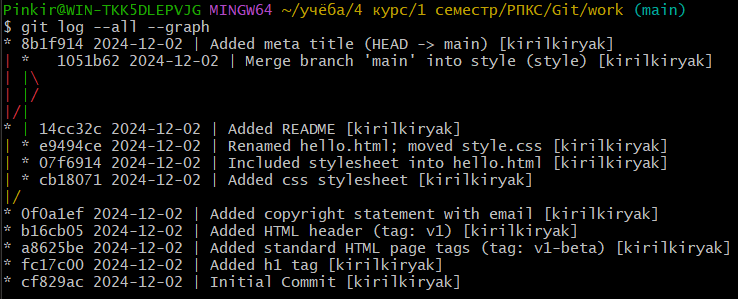 Pinkir@WIN-TKK5DLEPVJG MINGW64 ~/учёба/4 курс/1 семестр/РПКС/Git/work (main)
$ git log --all --graph
* 8b1f914 2024-12-02 | Added meta title (HEAD -> main) [kirilkiryak]
| *   1051b62 2024-12-02 | Merge branch 'main' into style (style) [kirilkiryak]
| |\
| |/
|/|
* | 14cc32c 2024-12-02 | Added README [kirilkiryak]
| * e9494ce 2024-12-02 | Renamed hello.html; moved style.css [kirilkiryak]
| * 07f6914 2024-12-02 | Included stylesheet into hello.html [kirilkiryak]
| * cb18071 2024-12-02 | Added css stylesheet [kirilkiryak]
|/
* 0f0a1ef 2024-12-02 | Added copyright statement with email [kirilkiryak]
* b16cb05 2024-12-02 | Added HTML header (tag: v1) [kirilkiryak]
* a8625be 2024-12-02 | Added standard HTML page tags (tag: v1-beta) [kirilkiryak]
* fc17c00 2024-12-02 | Added h1 tag [kirilkiryak]
* cf829ac 2024-12-02 | Initial Commit [kirilkiryak]